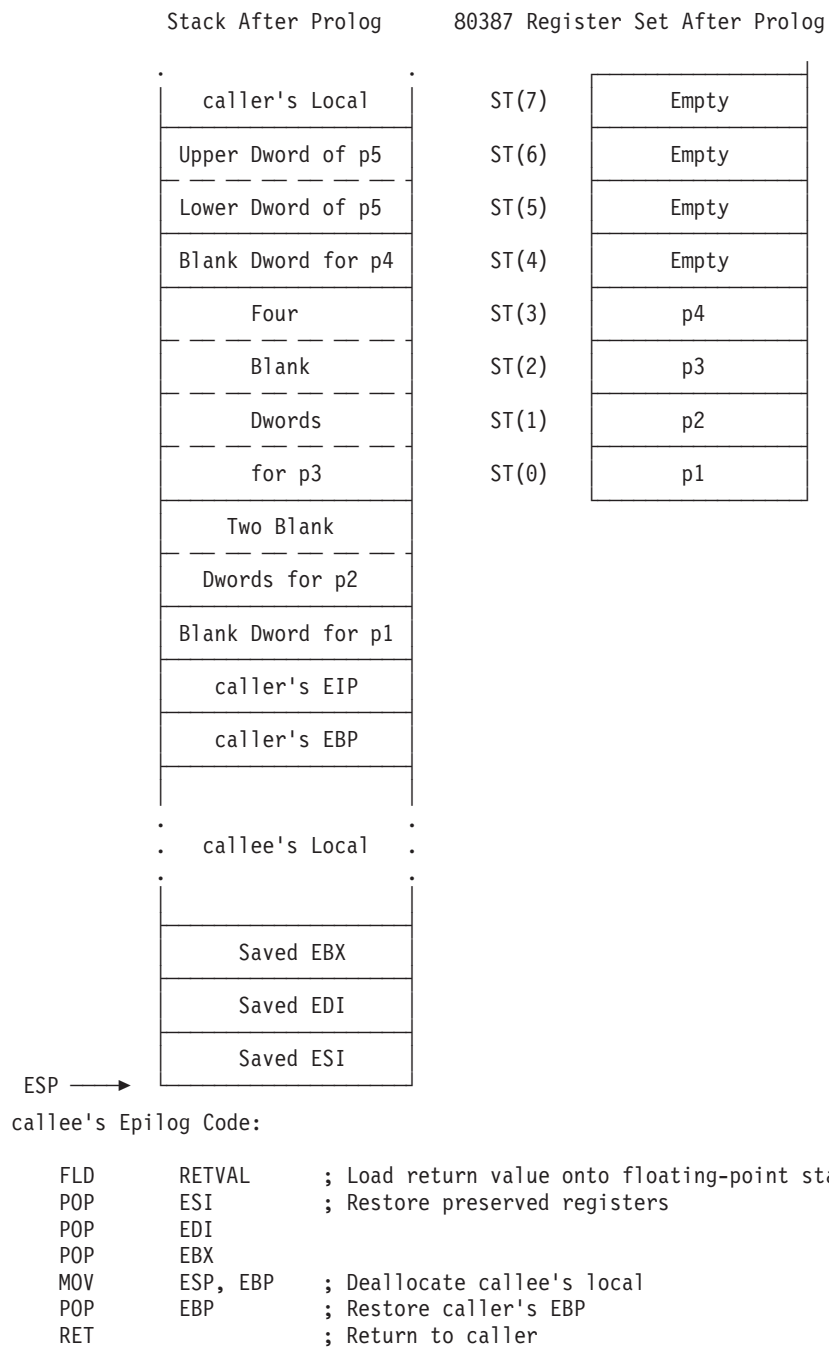 Stack After Prolog 80387 Register Set After Prolog
caller's Local ST(7) Empty
Upper Dword of p5 ST(6) Empty
Lower Dword of p5 ST(5) Empty
Blank Dword for p4 ST(4) Empty
Four ST(3) p4
Blank ST(2) p3
Dwords ST(1) p2
for p3 ST(0) p1
Two Blank
Dwords for p2
Blank Dword for p1
caller's EIP
caller's EBP
callee's Local
Saved EBX
Saved EDI
Saved ESI
ESP
callee's Epilog Code:
FLD RETVAL ; Load return value onto floating-point sta
POP ESI ; Restore preserved registers
POP EDI
POP EBX
MOV ESP, EBP ; Deallocate callee's local
POP EBP ; Restore caller's EBP
RET ; Return to caller